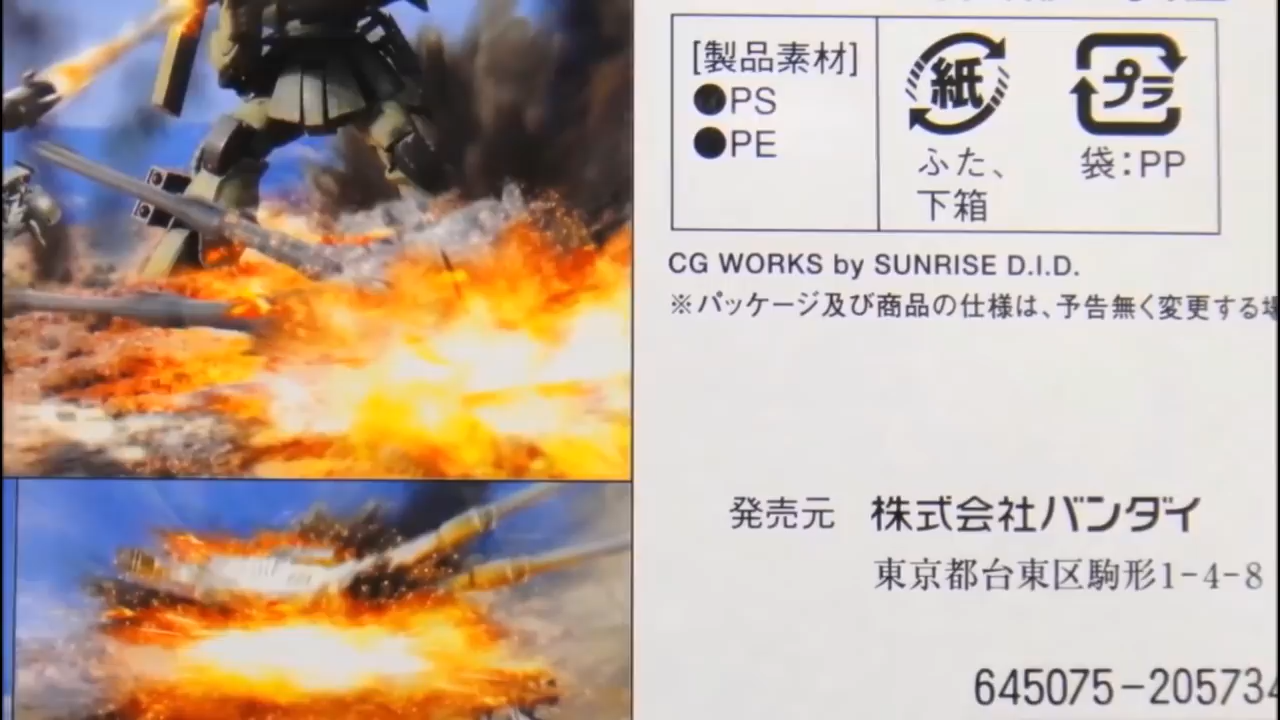 [製品素材]
●PS
●PE
紙
ふた、
下箱
プラ
袋:PP
CG WORKS by SUNRISE D.I.D.
※パッケージ及び商品の仕様は、予告無く変更する場
発売元 株式会社バンダイ
東京都台東区駒形1-4-8
645075-205734